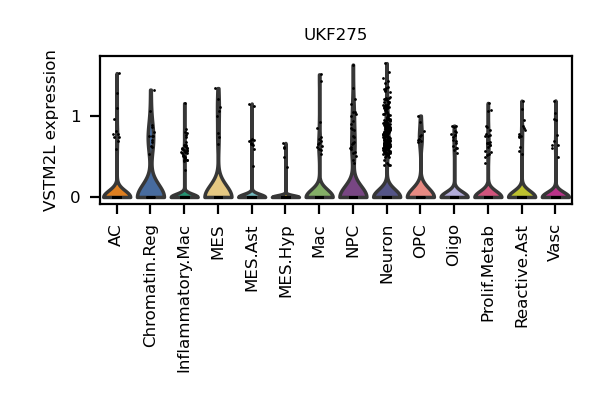 UKF275
VSTM2L expression
1
0
AC
Chromatin.Reg
Inflammatory.Mac
MES
MES.Ast
MES.Hyp
Mac
NPC
Neuron
OPC
Oligo
Prolif.Metab
Reactive.Ast
Vasc